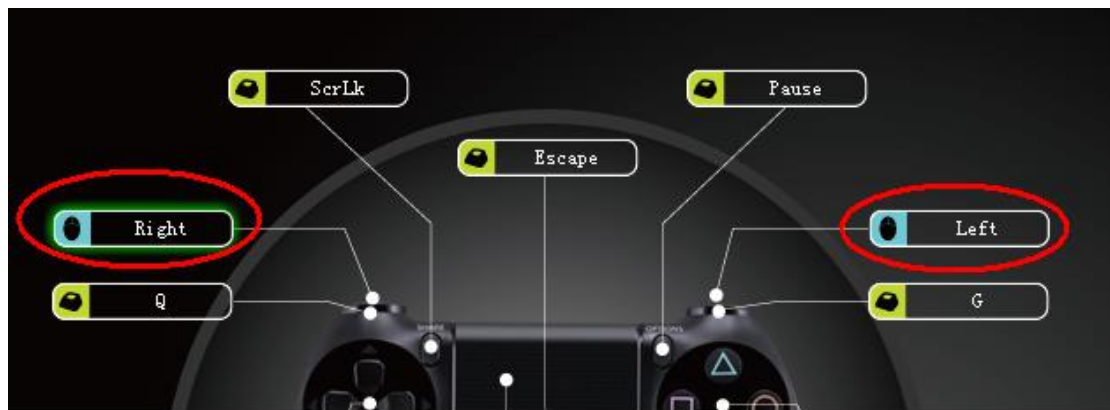 ScrLk
Pause
Escape
Right
Left
Q
G
SHARE
OPTIONS